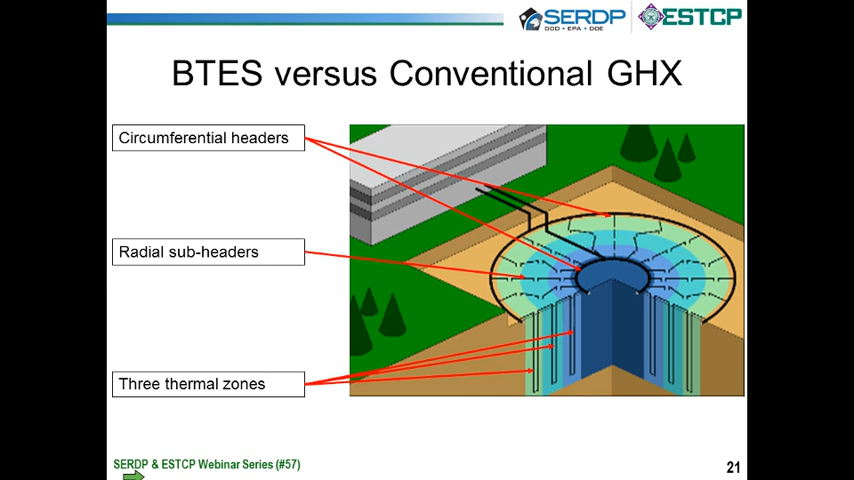 SERDP
DOD • EPA • DOE
ESTCP
BTES versus Conventional GHX
Circumferential headers
Radial sub-headers
Three thermal zones
SERDP & ESTCP Webinar Series (#57)
21